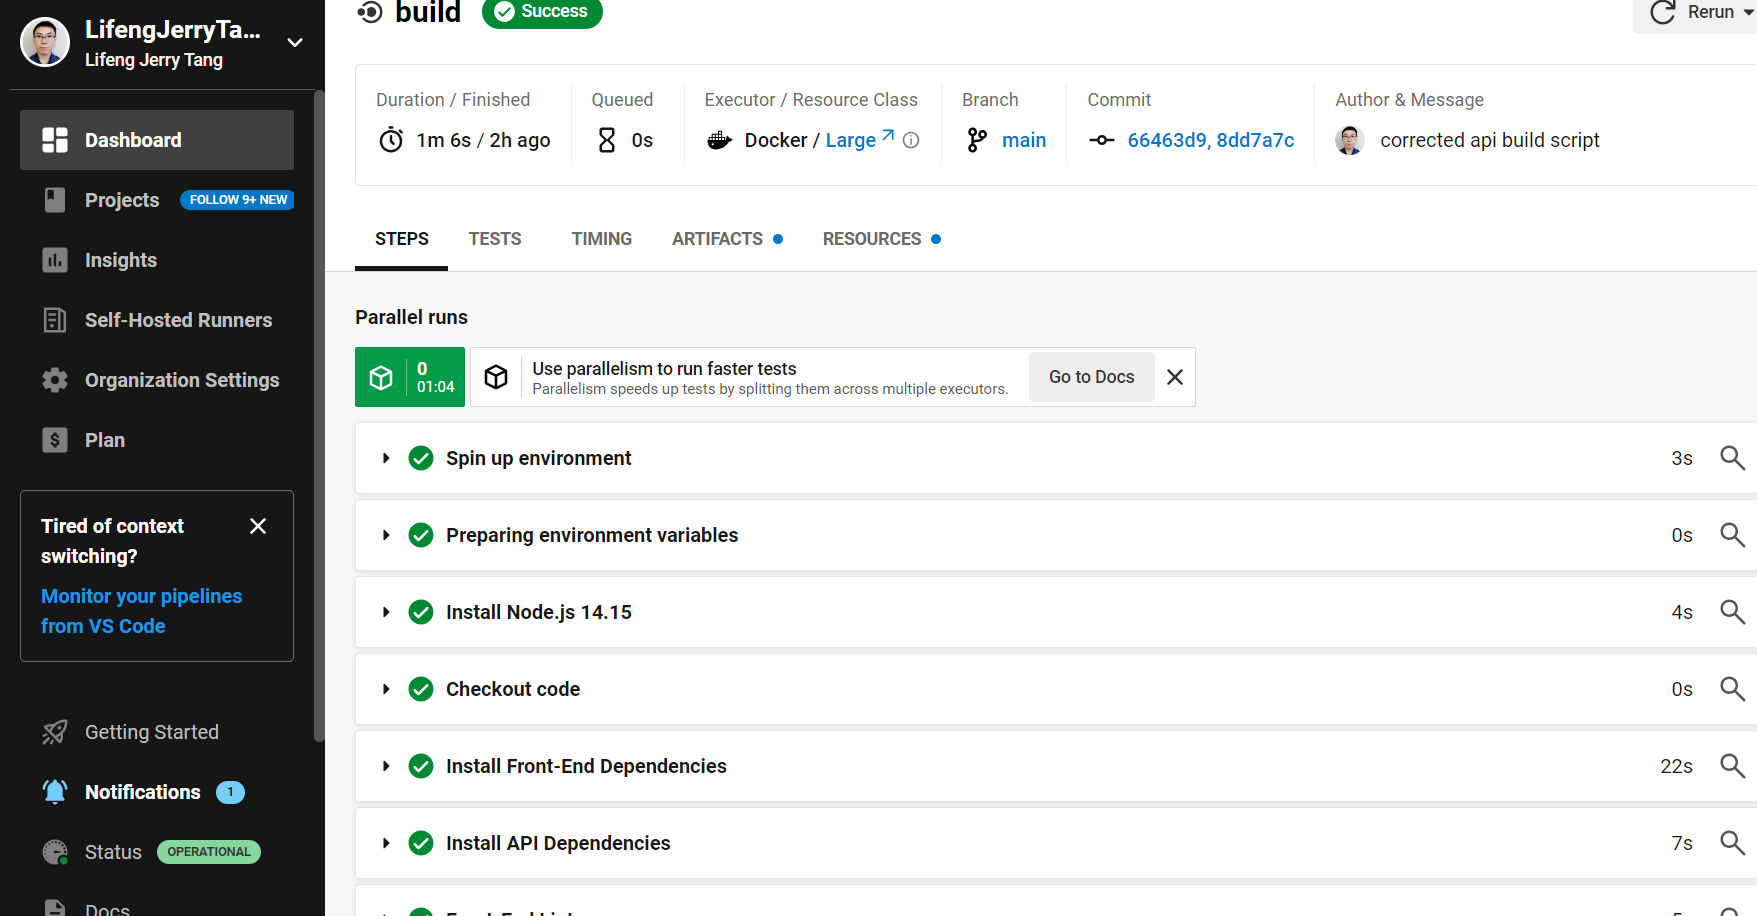 LifengJerryTa...
Lifeng Jerry Tang
Dashboard
Projects FOLLOW 9+ NEW
Insights
Self-Hosted Runners
Organization Settings
Plan
Tired of context
switching?
Monitor your pipelines
from VS Code
Getting Started
Notifications 1
Status OPERATIONAL
Docs
build Success
Rerun
Duration / Finished
1m 6s / 2h ago
Queued
0s
Executor / Resource Class
Docker / Large
Branch
main
Commit
66463d9, 8dd7a7c
Author & Message
corrected api build script
STEPS TESTS TIMING ARTIFACTS RESOURCES
Parallel runs
0
01:04
Use parallelism to run faster tests
Parallelism speeds up tests by splitting them across multiple executors.
Go to Docs
Spin up environment 3s
Preparing environment variables 0s
Install Node.js 14.15 4s
Checkout code 0s
Install Front-End Dependencies 22s
Install API Dependencies 7s